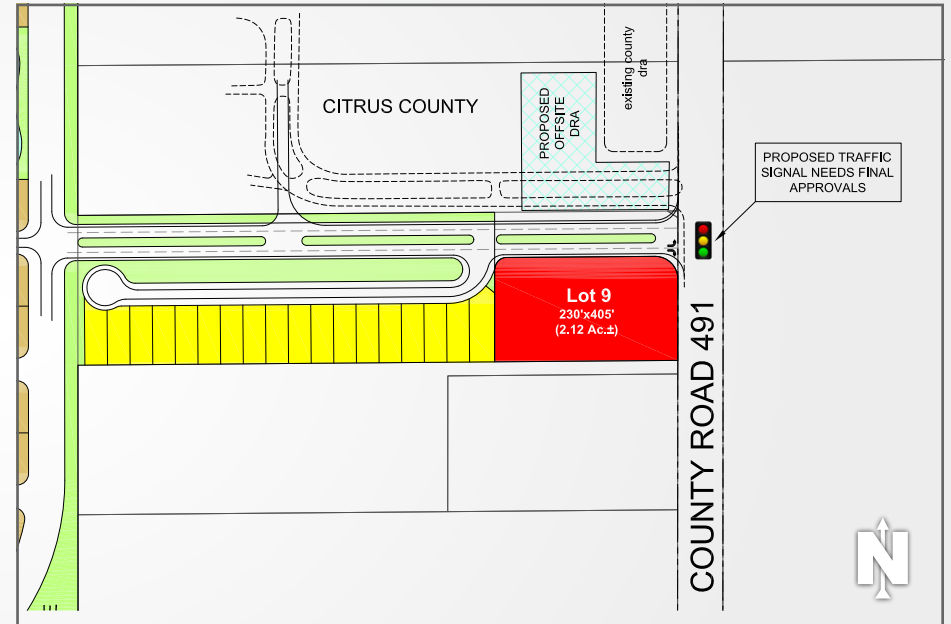 existing county
dra
CITRUS COUNTY
PROPOSED
OFFSITE
DRA
PROPOSED TRAFFIC
SIGNAL NEEDS FINAL
APPROVALS
Lot 9
230'x405'
(2.12 Ac.±)
COUNTY ROAD 491
N